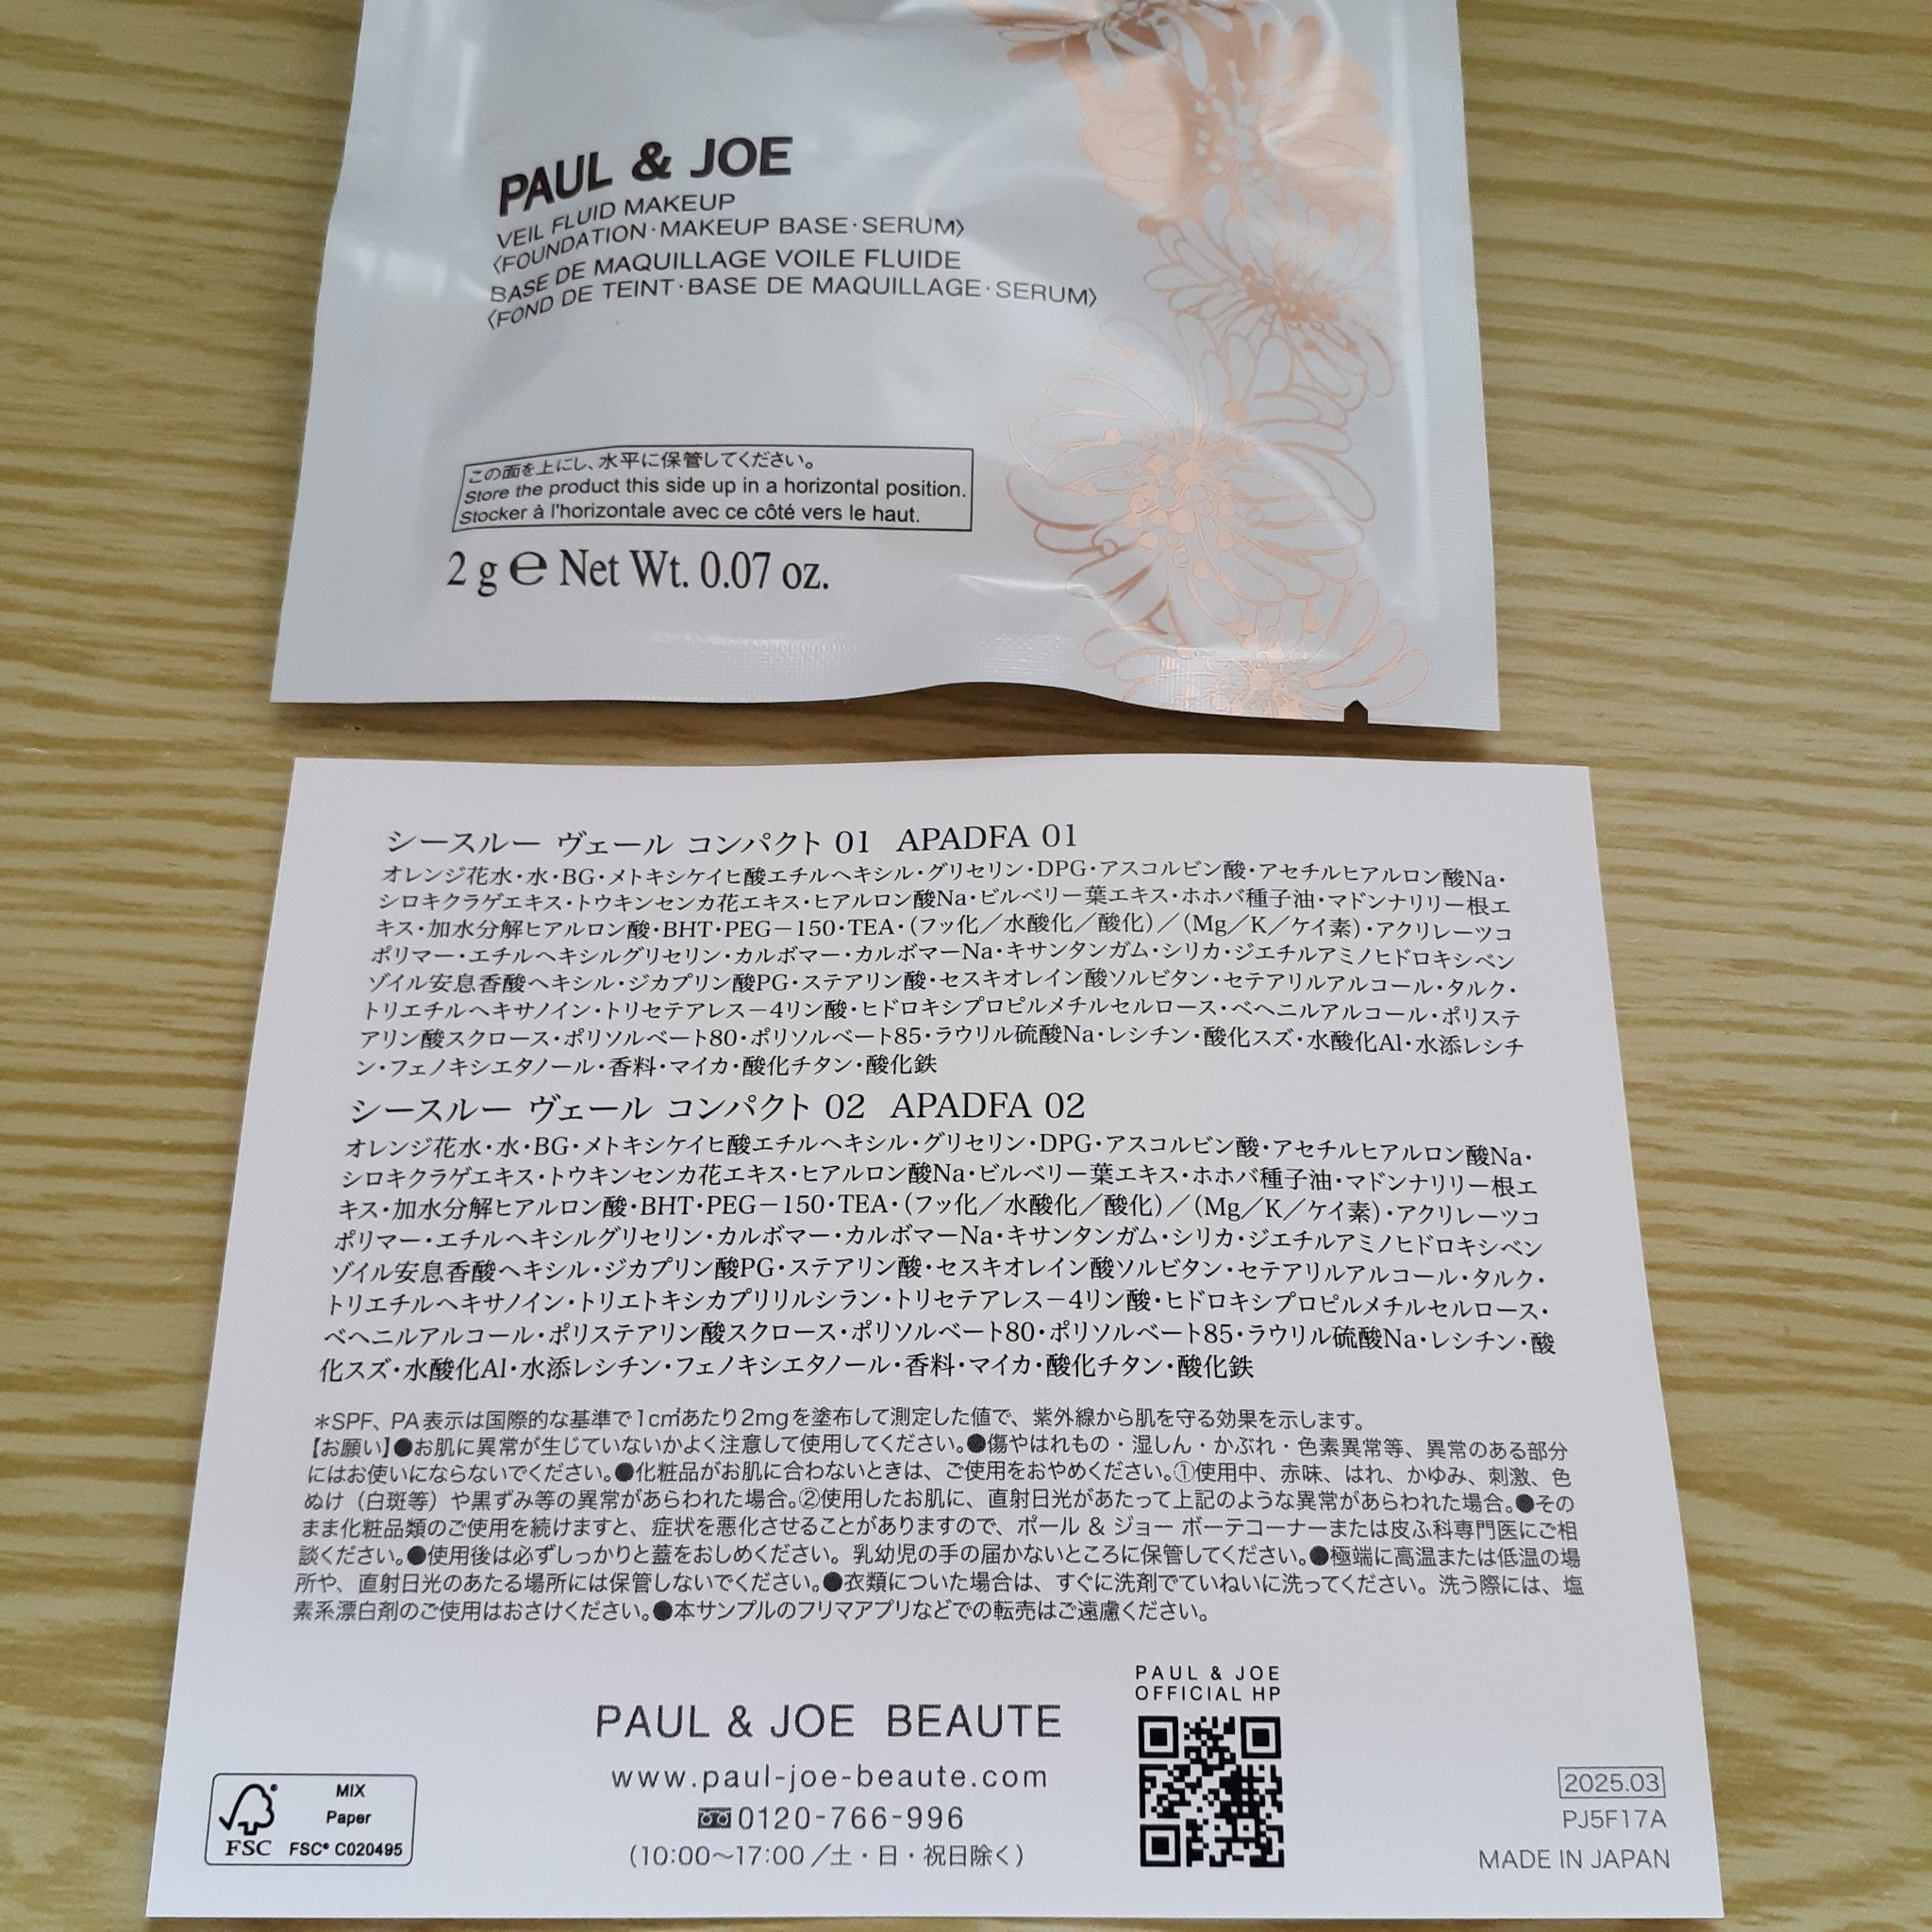 PAUL & JOE
VEIL FLUID MAKEUP
〈FOUNDATION・MAKEUP BASE・SERUM〉
BASE DE MAQUILLAGE VOILE FLUIDE
〈FOND DE TEINT・BASE DE MAQUILLAGE・SERUM〉
この面を上にし、水平に保管してください。
Store the product this side up in a horizontal position.
Stocker à l'horizontale avec ce côté vers le haut.
2 g ℮ Net Wt. 0.07 oz.
シースルー ヴェール コンパクト 01 APADFA 01
オレンジ花水・水・BG・メトキシケイヒ酸エチルヘキシル・グリセリン・DPG・アスコルビン酸・アセチルヒアルロン酸Na・
シロキクラゲエキス・トウキンセンカ花エキス・ヒアルロン酸Na・ビルベリー葉エキス・ホホバ種子油・マドンナリリー根エ
キス・加水分解ヒアルロン酸・BHT・PEG－150・TEA・(フッ化／水酸化／酸化)／(Mg／K／ケイ素)・アクリレーツコ
ポリマー・エチルヘキシルグリセリン・カルボマー・カルボマーNa・キサンタンガム・シリカ・ジエチルアミノヒドロキシベン
ゾイル安息香酸ヘキシル・ジカプリン酸PG・ステアリン酸・セスキオレイン酸ソルビタン・セテアリルアルコール・タルク・
トリエチルヘキサノイン・トリセテアレス－4リン酸・ヒドロキシプロピルメチルセルロース・ベヘニルアルコール・ポリステ
アリン酸スクロース・ポリソルベート80・ポリソルベート85・ラウリル硫酸Na・レシチン・酸化スズ・水酸化Al・水添レシチ
ン・フェノキシエタノール・香料・マイカ・酸化チタン・酸化鉄
シースルー ヴェール コンパクト 02 APADFA 02
オレンジ花水・水・BG・メトキシケイヒ酸エチルヘキシル・グリセリン・DPG・アスコルビン酸・アセチルヒアルロン酸Na・
シロキクラゲエキス・トウキンセンカ花エキス・ヒアルロン酸Na・ビルベリー葉エキス・ホホバ種子油・マドンナリリー根エ
キス・加水分解ヒアルロン酸・BHT・PEG－150・TEA・(フッ化／水酸化／酸化)／(Mg／K／ケイ素)・アクリレーツコ
ポリマー・エチルヘキシルグリセリン・カルボマー・カルボマーNa・キサンタンガム・シリカ・ジエチルアミノヒドロキシベン
ゾイル安息香酸ヘキシル・ジカプリン酸PG・ステアリン酸・セスキオレイン酸ソルビタン・セテアリルアルコール・タルク・
トリエチルヘキサノイン・トリエトキシカプリリルシラン・トリセテアレス－4リン酸・ヒドロキシプロピルメチルセルロース・
ベヘニルアルコール・ポリステアリン酸スクロース・ポリソルベート80・ポリソルベート85・ラウリル硫酸Na・レシチン・酸
化スズ・水酸化Al・水添レシチン・フェノキシエタノール・香料・マイカ・酸化チタン・酸化鉄
＊SPF、PA表示は国際的な基準で1c㎡あたり2mgを塗布して測定した値で、紫外線から肌を守る効果を示します。
【お願い】●お肌に異常が生じていないかよく注意して使用してください。●傷やはれもの・湿しん・かぶれ・色素異常等、異常のある部分
にはお使いにならないでください。●化粧品がお肌に合わないときは、ご使用をおやめください。①使用中、赤味、はれ、かゆみ、刺激、色
ぬけ（白斑等）や黒ずみ等の異常があらわれた場合。②使用したお肌に、直射日光があたって上記のような異常があらわれた場合。●その
まま化粧品類のご使用を続けますと、症状を悪化させることがありますので、ポール ＆ ジョー ボーテコーナーまたは皮ふ科専門医にご相
談ください。●使用後は必ずしっかりと蓋をおしめください。乳幼児の手の届かないところに保管してください。●極端に高温または低温の場
所や、直射日光のあたる場所には保管しないでください。●衣類についた場合は、すぐに洗剤でていねいに洗ってください。洗う際には、塩
素系漂白剤のご使用はおさけください。●本サンプルのフリマアプリなどでの転売はご遠慮ください。
PAUL & JOE
OFFICIAL HP
PAUL & JOE BEAUTE
www.paul-joe-beaute.com
0120-766-996
(10:00～17:00／土・日・祝日除く)
MIX
Paper
FSC
FSC® C020495
2025.03
PJ5F17A
MADE IN JAPAN